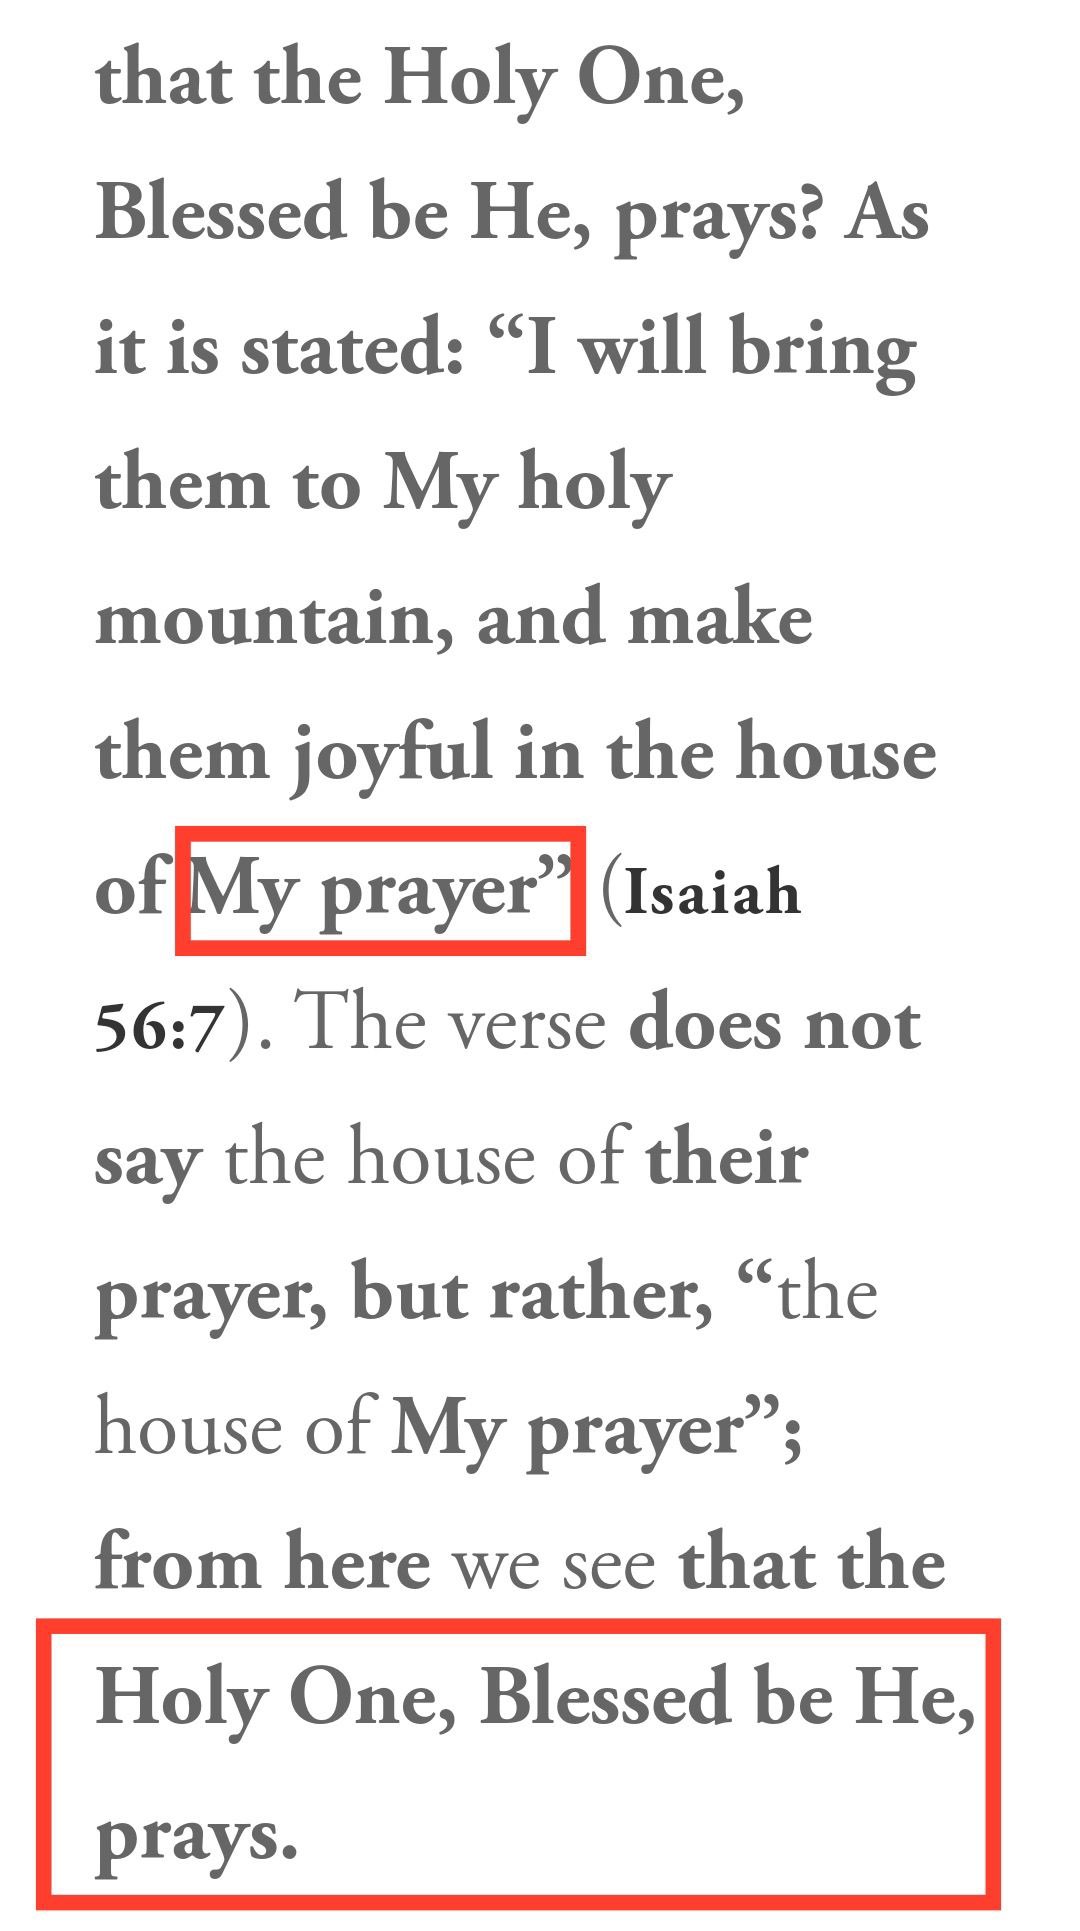 that the Holy One,
Blessed be He, prays? As
it is stated: “I will bring
them to My holy
mountain, and make
them joyful in the house
of My prayer” (Isaiah
56:7). The verse does not
say the house of their
prayer, but rather, “the
house of My prayer”;
from here we see that the
Holy One, Blessed be He,
prays.